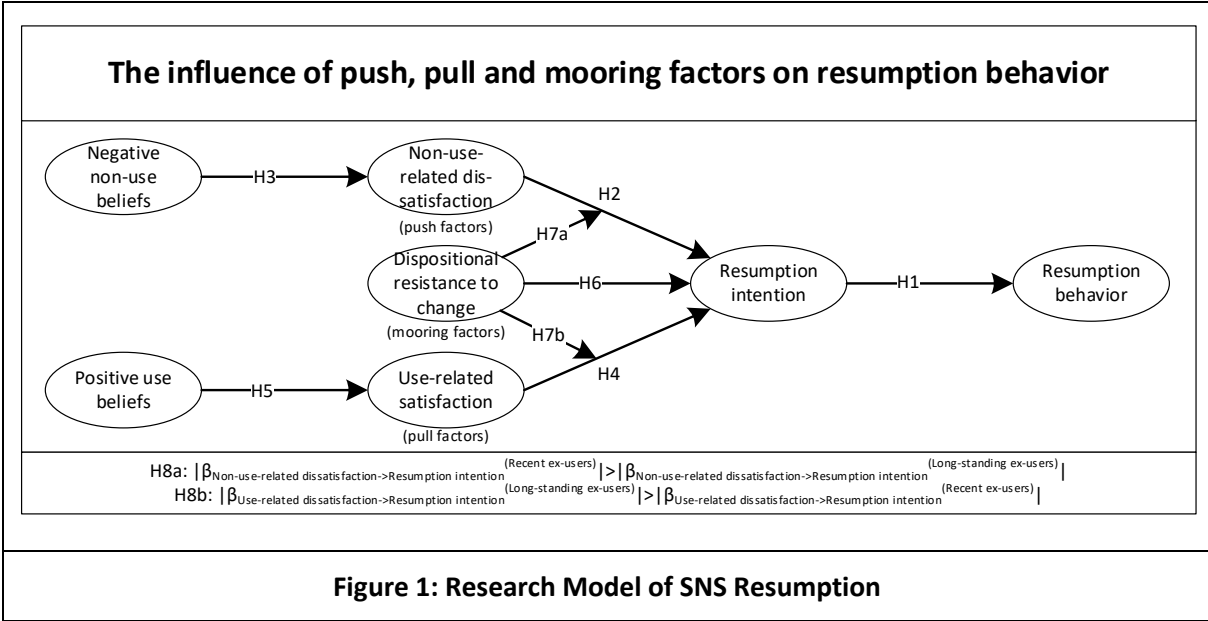 The influence of push, pull and mooring factors on resumption behavior
Negative
non-use
beliefs
H3
Non-use-
related dis-
satisfaction
(push factors)
H2
H7a
Dispositional
resistance to
change
(mooring factors)
H6
Resumption
intention
H1
Resumption
behavior
H7b
H4
Positive use
beliefs
H5
Use-related
satisfaction
(pull factors)
H8a: |βNon-use-related dissatisfaction->Resumption intention(Recent ex-users)|>|βNon-use-related dissatisfaction->Resumption intention(Long-standing ex-users)|
H8b: |βUse-related dissatisfaction->Resumption intention(Long-standing ex-users)|>|βUse-related dissatisfaction->Resumption intention(Recent ex-users)|
Figure 1: Research Model of SNS Resumption